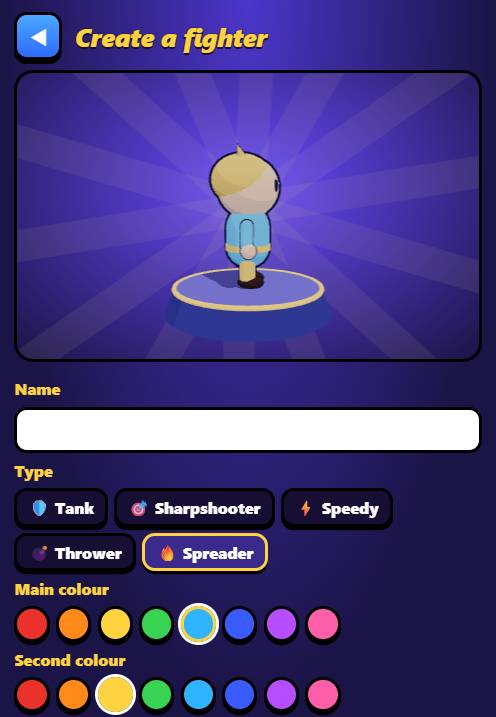 Create a fighter
Name
Type
Tank Sharpshooter Speedy
Thrower Spreader
Main colour
Second colour